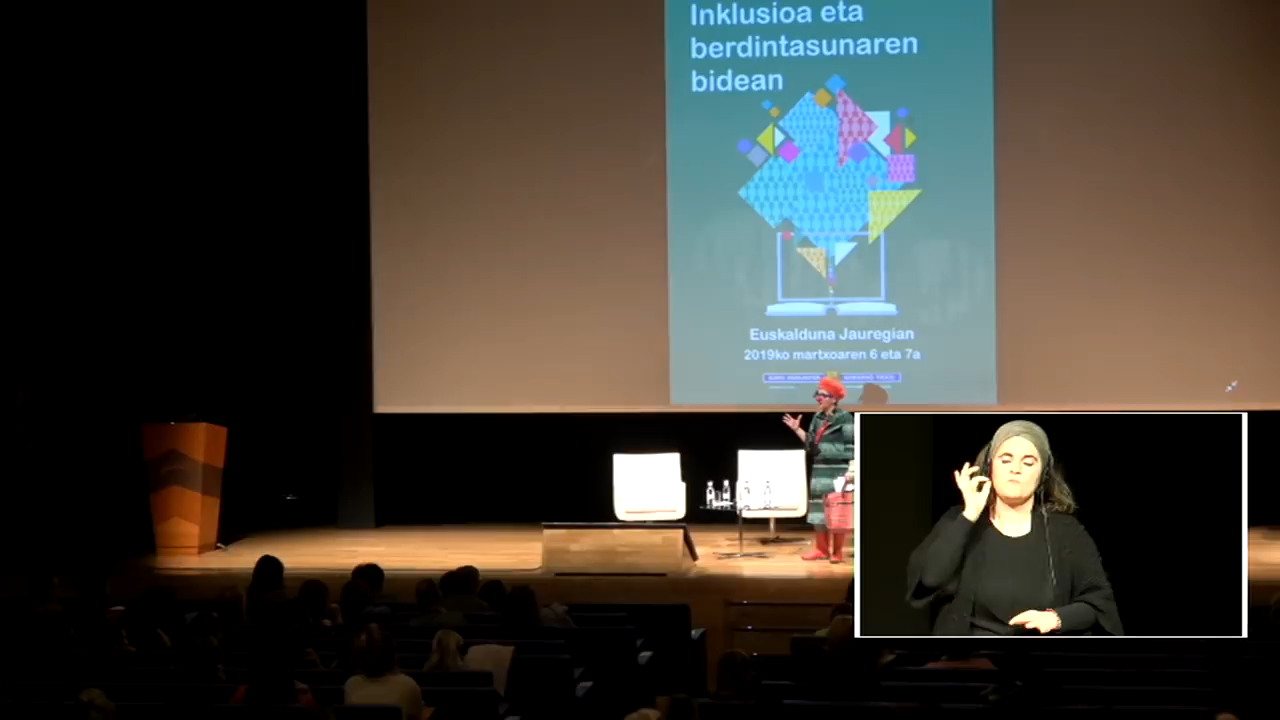 Inklusioa eta
berdintasunaren
bidean
Euskalduna Jauregian
2019ko martxoaren 6 eta 7a